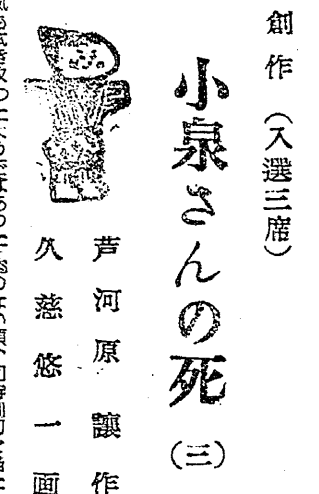 創作(入選三席)
小泉さんの死
(三)
芦河原譲作
久慈悠一画